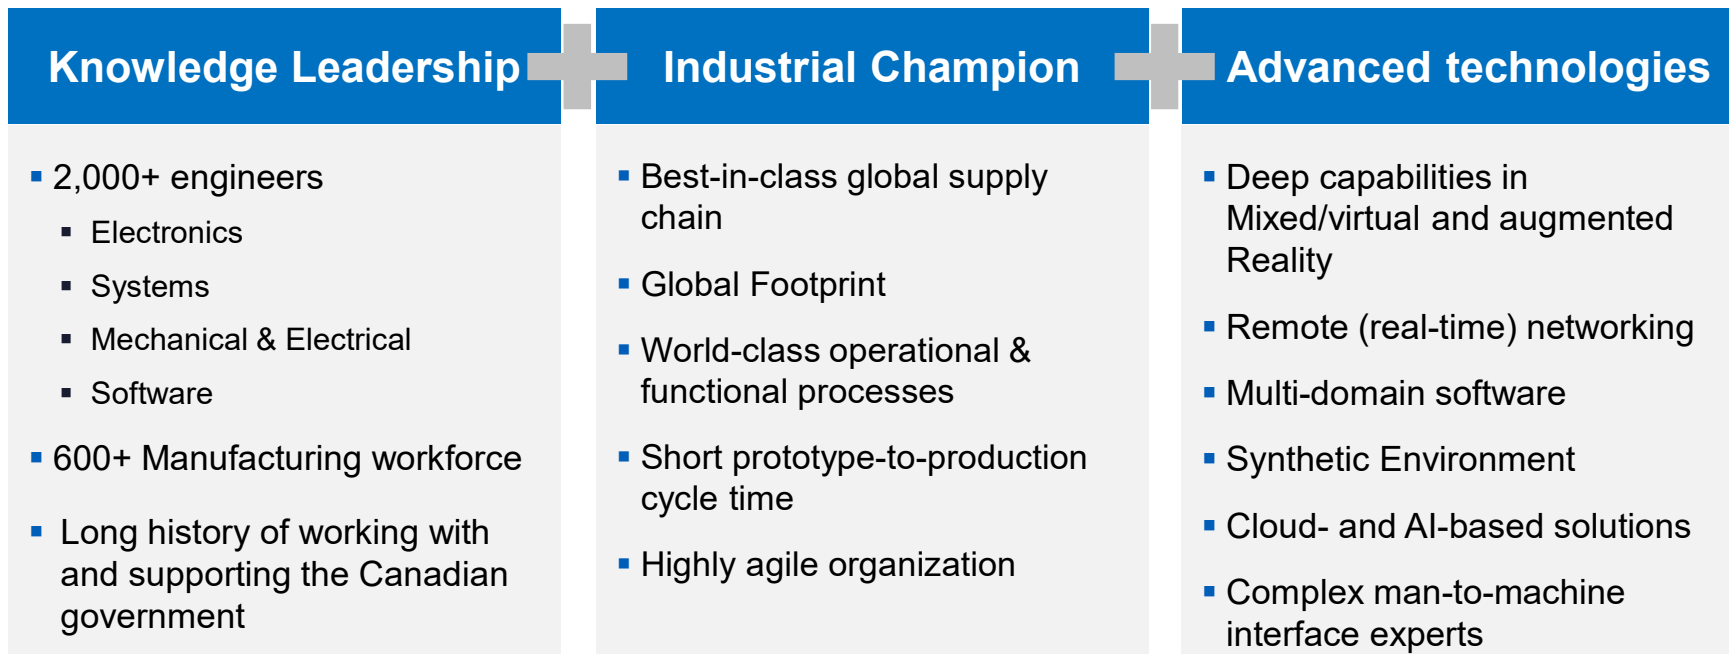 Knowledge Leadership
2,000+ engineers
Electronics
Systems
Mechanical & Electrical
Software
600+ Manufacturing workforce
Long history of working with
and supporting the Canadian
government
Industrial Champion
Best-in-class global supply
chain
Global Footprint
World-class operational &
functional processes
Short prototype-to-production
cycle time
Highly agile organization
Advanced technologies
Deep capabilities in
Mixed/virtual and augmented
Reality
Remote (real-time) networking
Multi-domain software
Synthetic Environment
Cloud- and AI-based solutions
Complex man-to-machine
interface experts